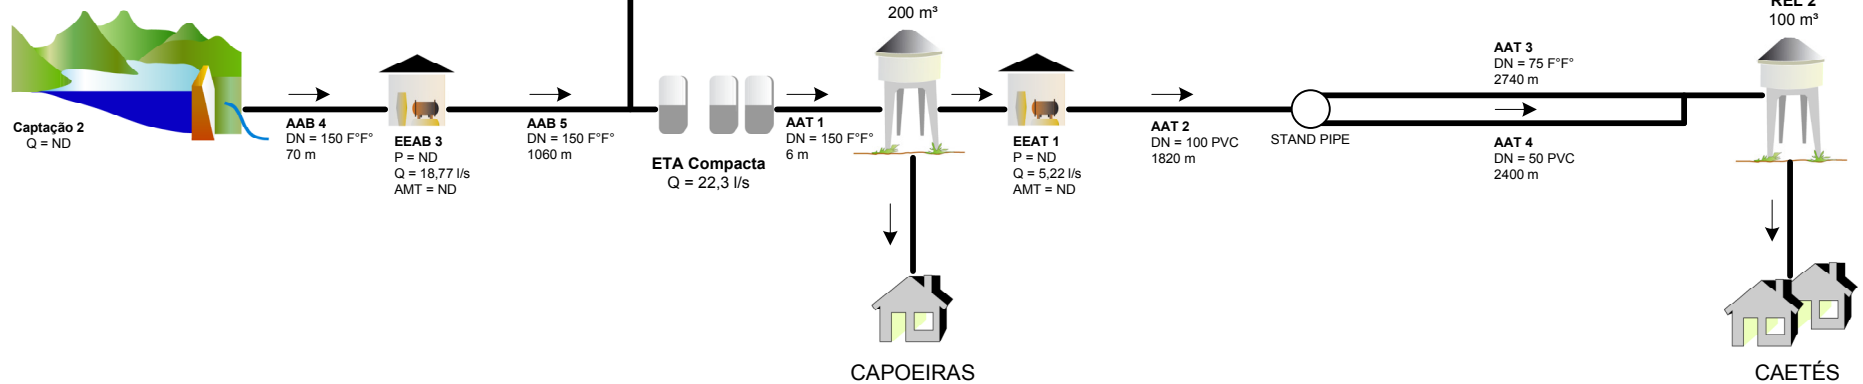 200 m³
REL 2
100 m³
Captação 2
Q = ND
AAB 4
DN = 150 F°F°
70 m
EEAB 3
P = ND
Q = 18,77 l/s
AMT = ND
AAB 5
DN = 150 F°F°
1060 m
ETA Compacta
Q = 22,3 l/s
AAT 1
DN = 150 F°F°
6 m
EEAT 1
P = ND
Q = 5,22 l/s
AMT = ND
AAT 2
DN = 100 PVC
1820 m
STAND PIPE
AAT 3
DN = 75 F°F°
2740 m
AAT 4
DN = 50 PVC
2400 m
CAPOEIRAS
CAETÉS